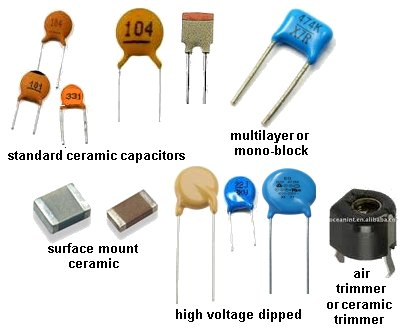 104
104
101
331
474K
X7R
standard ceramic capacitors
multilayer or
mono-block
surface mount
ceramic
high voltage dipped
air
trimmer
or ceramic
trimmer